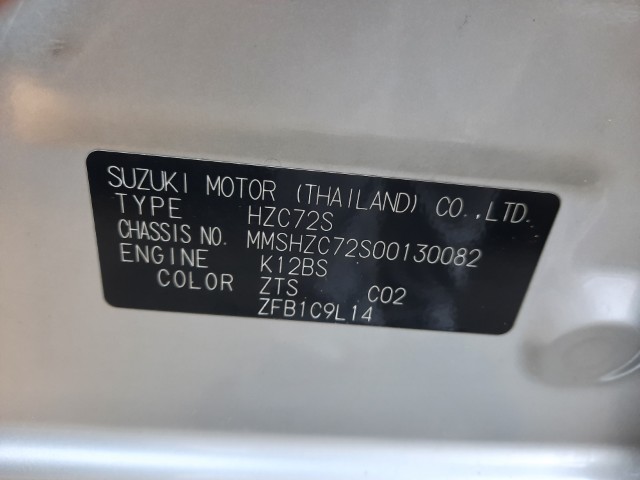 SUZUKI MOTOR (THAILAND) CO.,LTD.
TYPE HZC72S
CHASSIS NO. MMSHZC72S00130082
ENGINE K12BS
COLOR ZTS C02
ZFB1C9L14